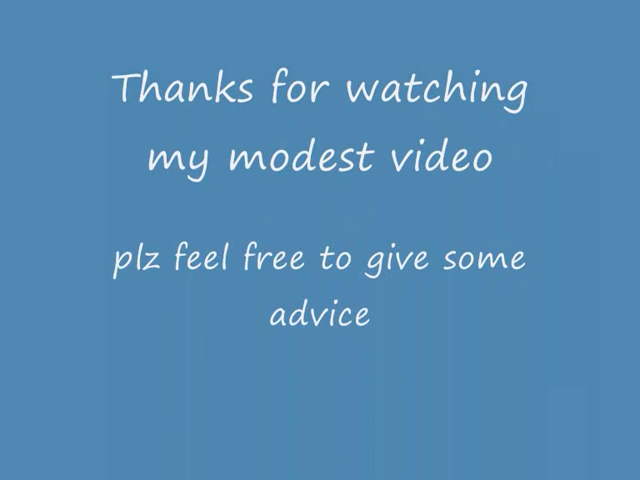 Thanks for watching
my modest video
plz feel free to give some
advice